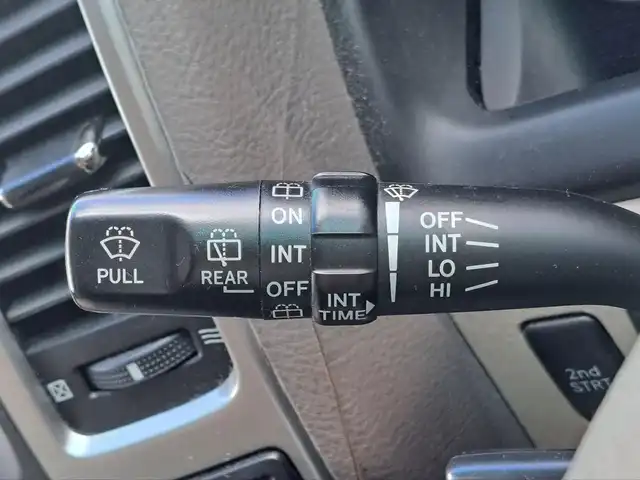 PULL
REAR
ON
INT
OFF
INT
TIME
OFF
INT
LO
HI
2nd
STRT